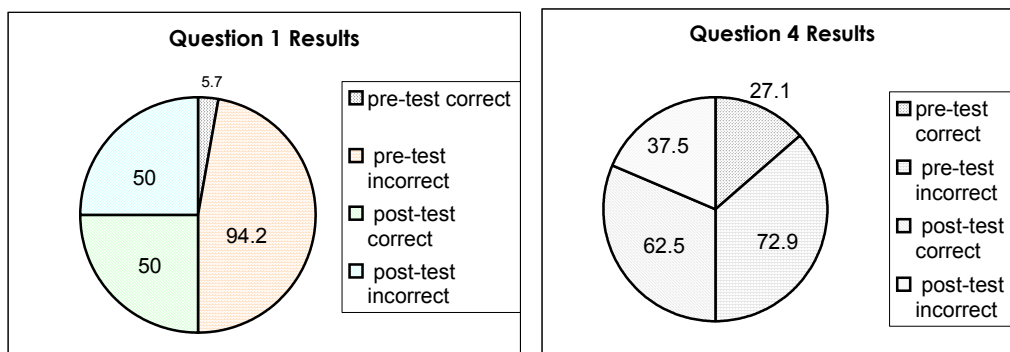 Question 1 Results
5.7
50
94.2
50
pre-test correct
pre-test
incorrect
post-test
correct
post-test
incorrect
Question 4 Results
27.1
37.5
62.5
72.9
pre-test
correct
pre-test
incorrect
post-test
correct
post-test
incorrect